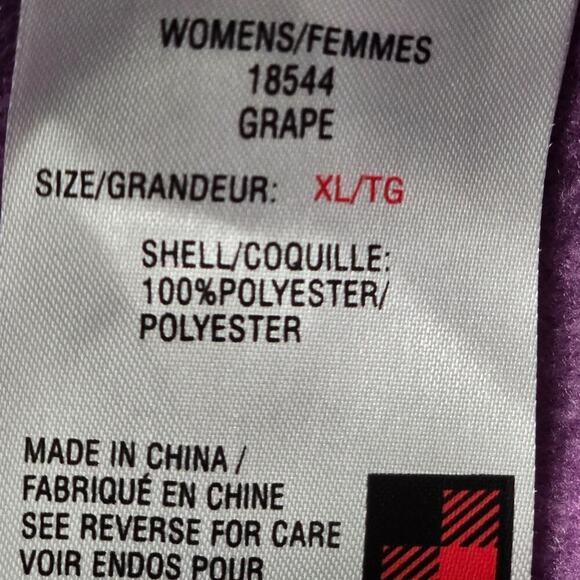 WOMENS/FEMMES
18544
GRAPE
SIZE/GRANDEUR: XL/TG
SHELL/COQUILLE:
100%POLYESTER/
POLYESTER
MADE IN CHINA /
FABRIQUÉ EN CHINE
SEE REVERSE FOR CARE
VOIR ENDOS POUR